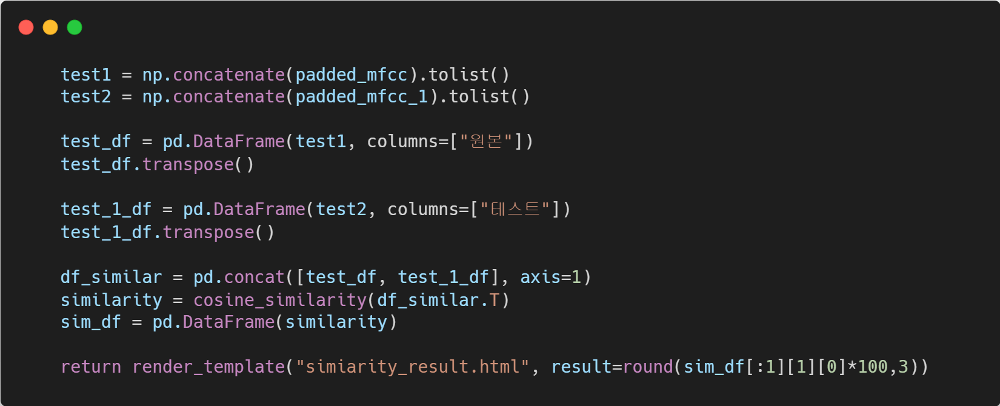 test1 = np.concatenate(padded_mfcc).tolist()
test2 = np.concatenate(padded_mfcc_1).tolist()
test_df = pd.DataFrame(test1, columns=["원본"])
test_df.transpose()
test_1_df = pd.DataFrame(test2, columns=["테스트"])
test_1_df.transpose()
df_similar = pd.concat([test_df, test_1_df], axis=1)
similarity = cosine_similarity(df_similar.T)
sim_df = pd.DataFrame(similarity)
return render_template("simiarity_result.html", result=round(sim_df[:1][1][0]*100,3))